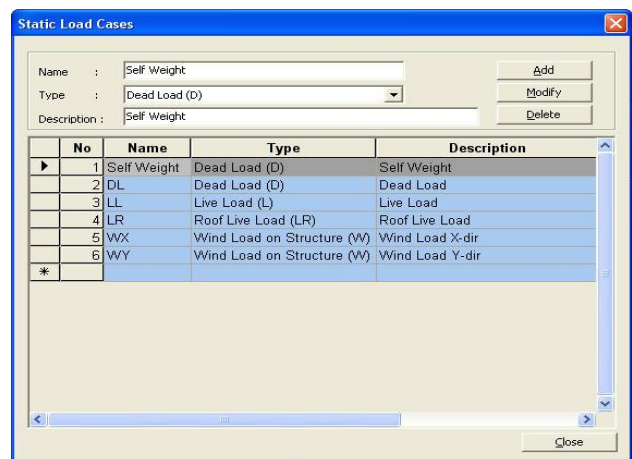 Static Load Cases
Name : Self Weight Add
Type : Dead Load (D) Modify
Description : Self Weight Delete
No Name Type Description
1 Self Weight Dead Load (D) Self Weight
2 DL Dead Load (D) Dead Load
3 LL Live Load (L) Live Load
4 LR Roof Live Load (LR) Roof Live Load
5 WX Wind Load on Structure (W) Wind Load X-dir
6 WY Wind Load on Structure (W) Wind Load Y-dir
*
Close